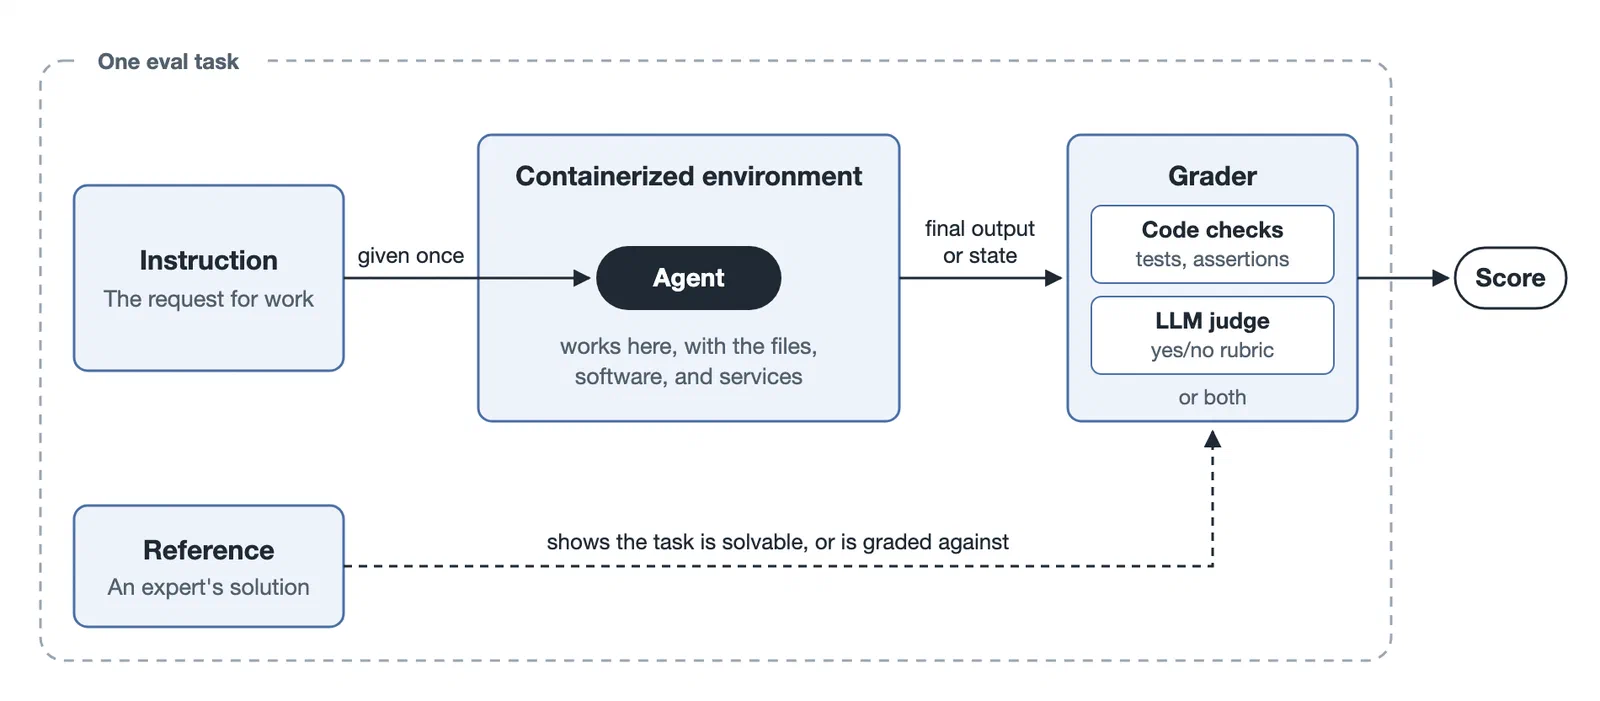 One eval task
Instruction
The request for work
given once
Containerized environment
Agent
works here, with the files,
software, and services
final output
or state
Grader
Code checks
tests, assertions
LLM judge
yes/no rubric
or both
Score
Reference
An expert's solution
shows the task is solvable, or is graded against